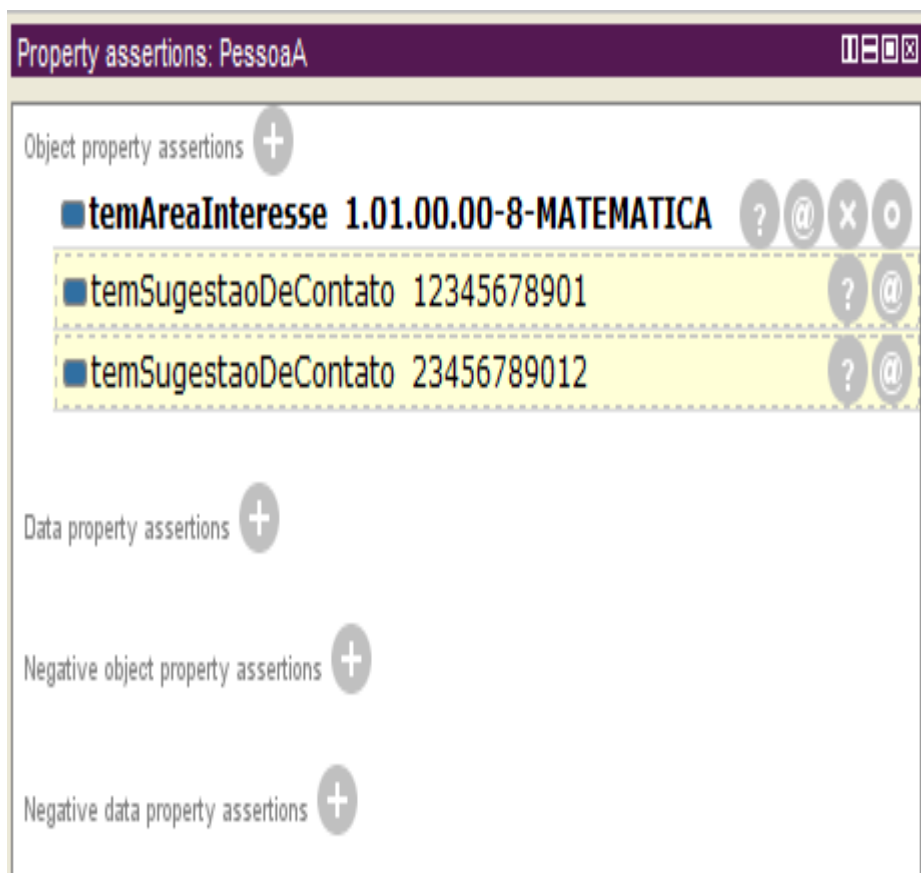 Property assertions: PessoaA
Object property assertions
temAreaInteresse 1.01.00.00-8-MATEMATICA
temSugestaoDeContato 12345678901
temSugestaoDeContato 23456789012
Data property assertions
Negative object property assertions
Negative data property assertions